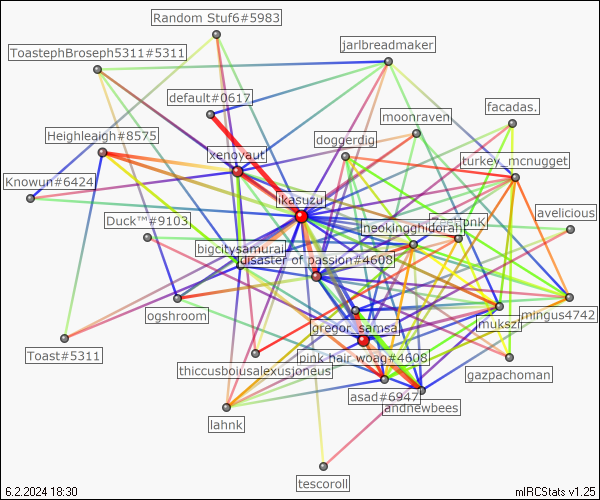 Random Stuf6#5983
ToastephBroseph5311#5311
jarlbreadmaker
default#0617
moonraven
facadas.
Heighleigh#8575
doggerdig
xenoyaut
turkey_mcnugget
Knowun#6424
ikasuzu
Duck™#9103
neokingghidorah
avelicious
bigcitysamurai
disaster of passion#4608
ogshroom
gregor_samsa
mukszi
mingus4742
Toast#5311
pink hair woag#4608
thiccusboiusalexusjoneus
gazpachoman
asad#6947
andnewbees
lahnk
tescoroll
6.2.2024 18:30
mIRCStats v1.25